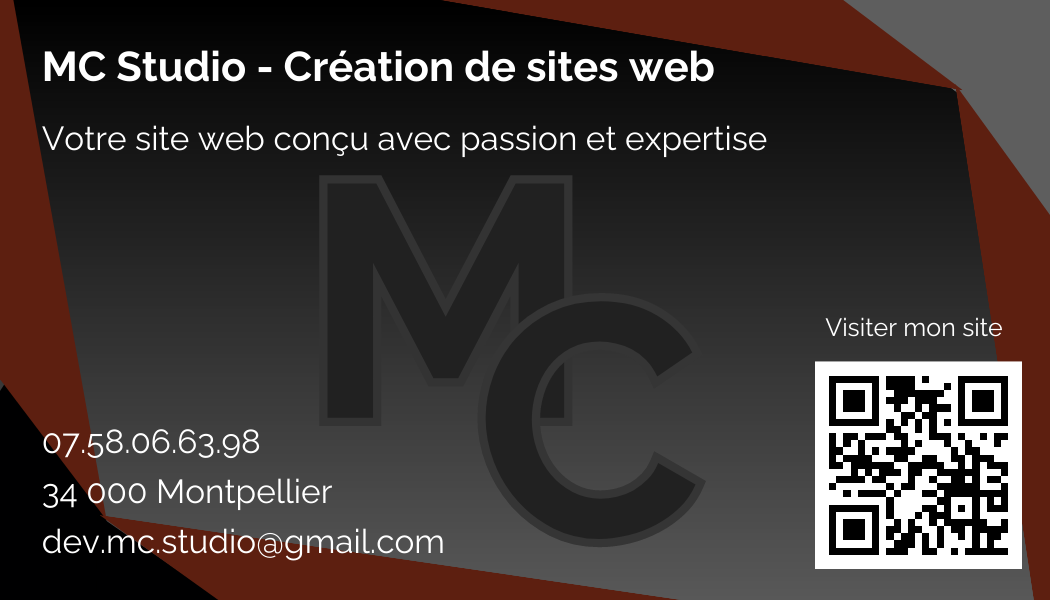 MC Studio - Création de sites web
Votre site web conçu avec passion et expertise
MC
Visiter mon site
07.58.06.63.98
34 000 Montpellier
dev.mc.studio@gmail.com